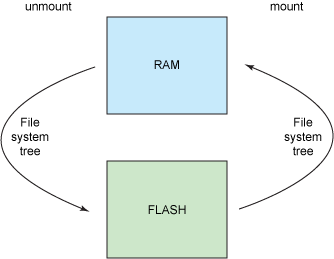 unmount
mount
RAM
File
system
tree
File
system
tree
FLASH